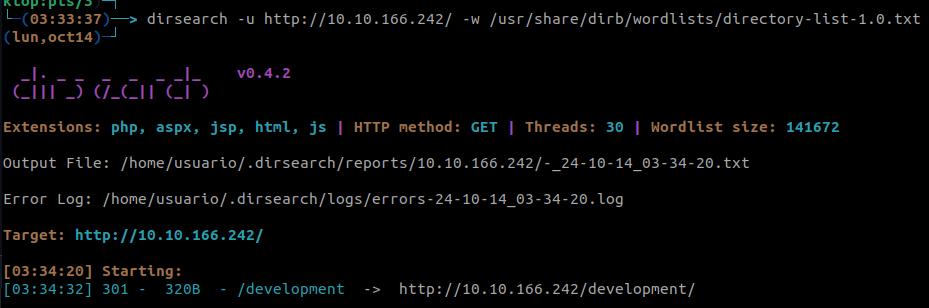 ktop:pts/3)
(03:33:37)——> dirsearch -u http://10.10.166.242/ -w /usr/share/dirb/wordlists/directory-list-1.0.txt
(lun,oct14)
v0.4.2
Extensions: php, aspx, jsp, html, js | HTTP method: GET | Threads: 30 | Wordlist size: 141672
Output File: /home/usuario/.dirsearch/reports/10.10.166.242/-_24-10-14_03-34-20.txt
Error Log: /home/usuario/.dirsearch/logs/errors-24-10-14_03-34-20.log
Target: http://10.10.166.242/
[03:34:20] Starting:
[03:34:32] 301 -  320B  - /development  ->  http://10.10.166.242/development/